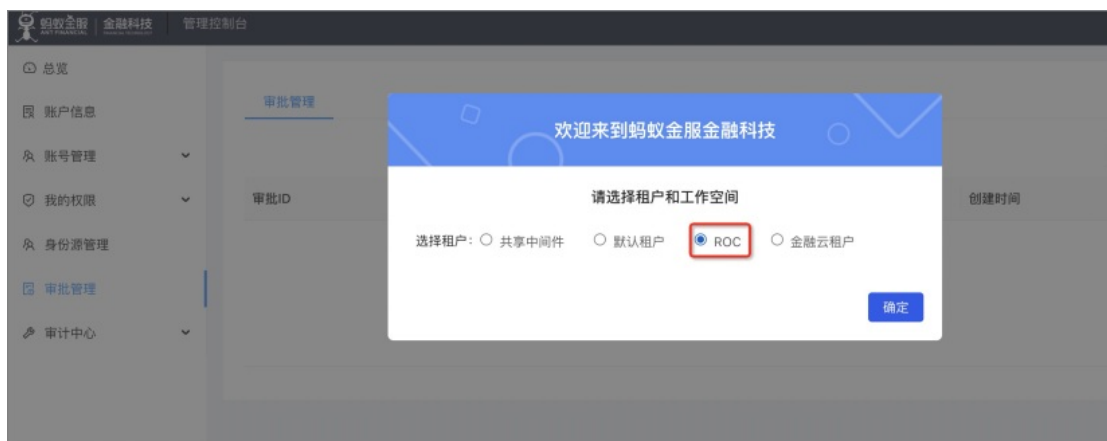 蚂蚁金服 金融科技 管理控制台
ANT FINANCIAL
总览
账户信息
账号管理
我的权限
身份源管理
审批管理
审计中心
审批管理
审批ID
创建时间
欢迎来到蚂蚁金服金融科技
请选择租户和工作空间
选择租户: 共享中间件 默认租户 ROC 金融云租户
确定